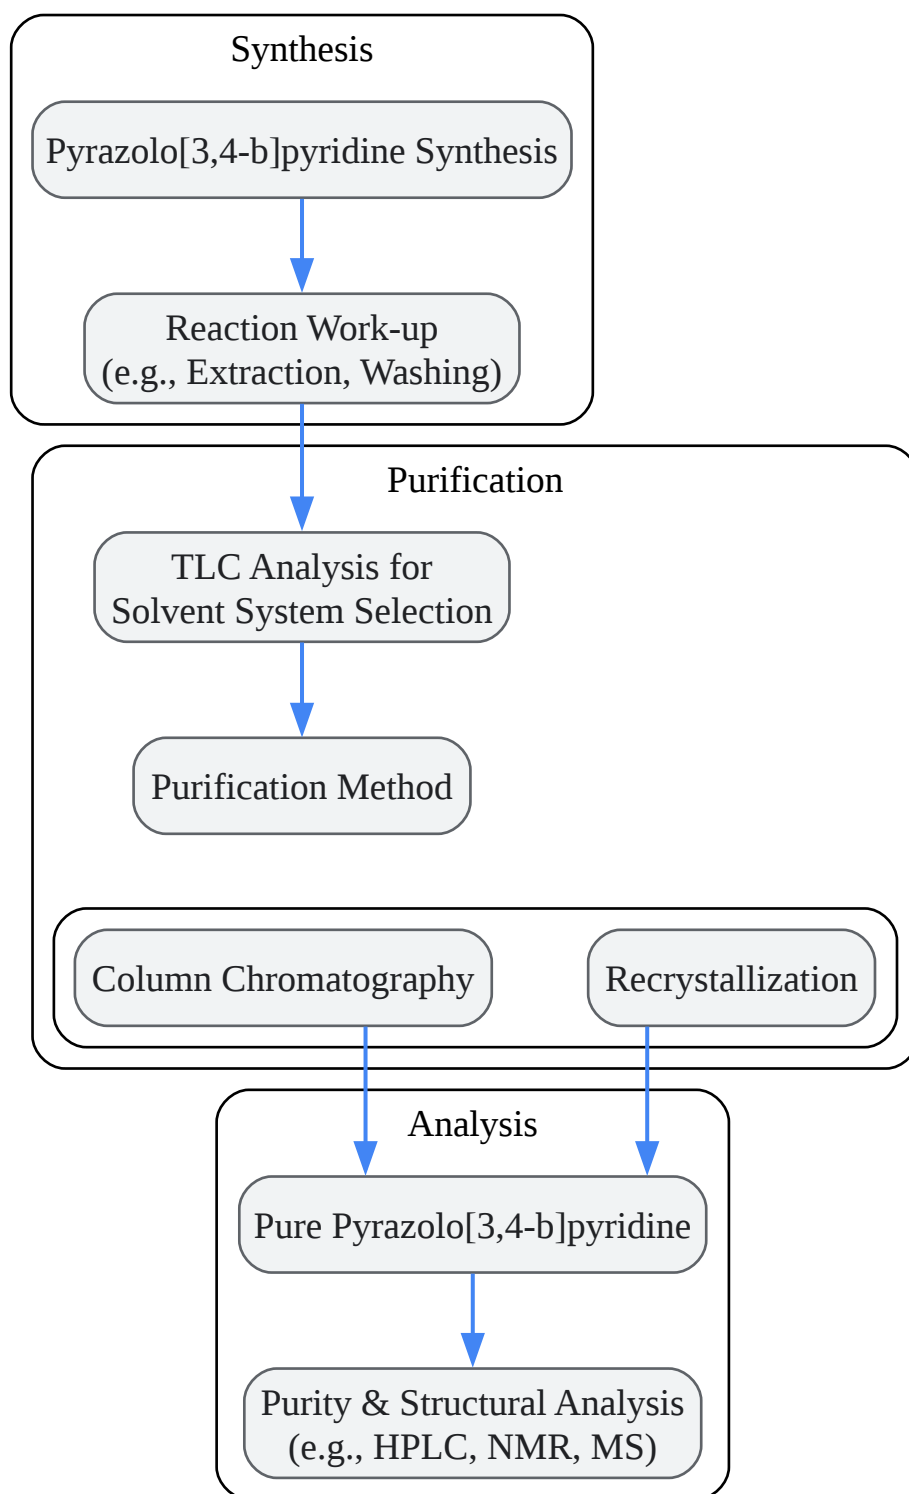 Synthesis
Pyrazolo[3,4-b]pyridine Synthesis
Reaction Work-up
(e.g., Extraction, Washing)
Purification
TLC Analysis for
Solvent System Selection
Purification Method
Column Chromatography
Recrystallization
Analysis
Pure Pyrazolo[3,4-b]pyridine
Purity & Structural Analysis
(e.g., HPLC, NMR, MS)